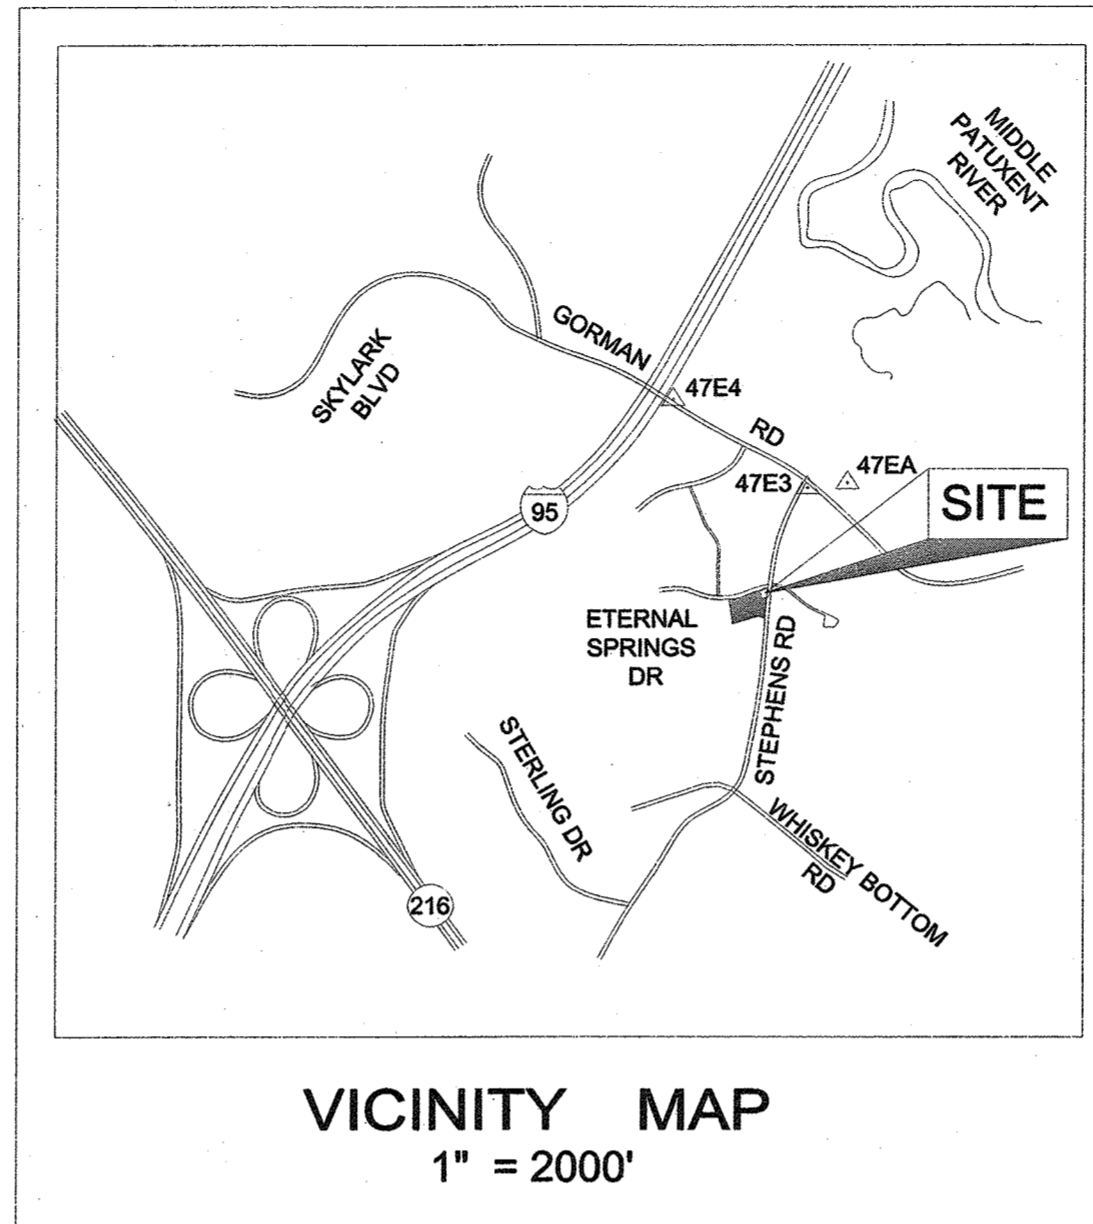 MIDDLE
PATUXENT
RIVER
GORMAN
SKYLARK
BLVD
47E4
RD
47E3
47EA
SITE
95
ETERNAL
SPRINGS
DR
STEPHENS RD
STERLING DR
WHISKEY BOTTOM
RD
216
VICINITY MAP
1" = 2000'